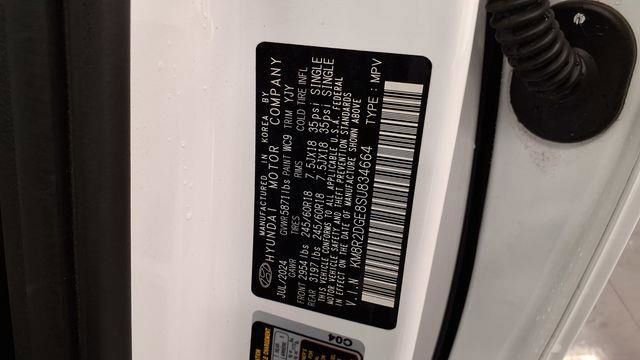 MANUFACTURED IN KOREA BY
HYUNDAI MOTOR COMPANY
JUL/2024 GVWR5871lbs PAINT WC9 TRIM YJY
GAWR TIRES RIMS COLD TIRE INFL
FRONT 2954lbs 245/60R18 7.5JX18 35psi SINGLE
REAR 3197lbs 245/60R18 7.5JX18 35psi SINGLE
THIS VEHICLE CONFORMS TO ALL APPLICABLE U.S.A. FEDERAL
MOTOR VEHICLE SAFETY AND THEFT PREVENTION STANDARDS
IN EFFECT ON THE DATE OF MANUFACTURE SHOWN ABOVE
V.I.N KM8R2DGE8SU834664 TYPE: MPV
C04